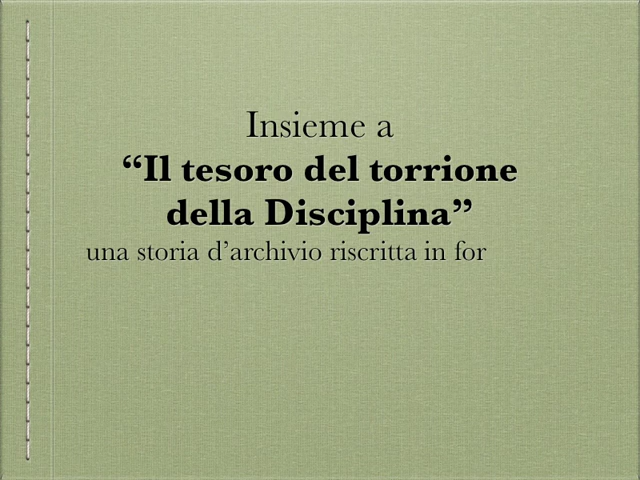 Insieme a
“Il tesoro del torrione
della Disciplina”
una storia d’archivio riscritta in for